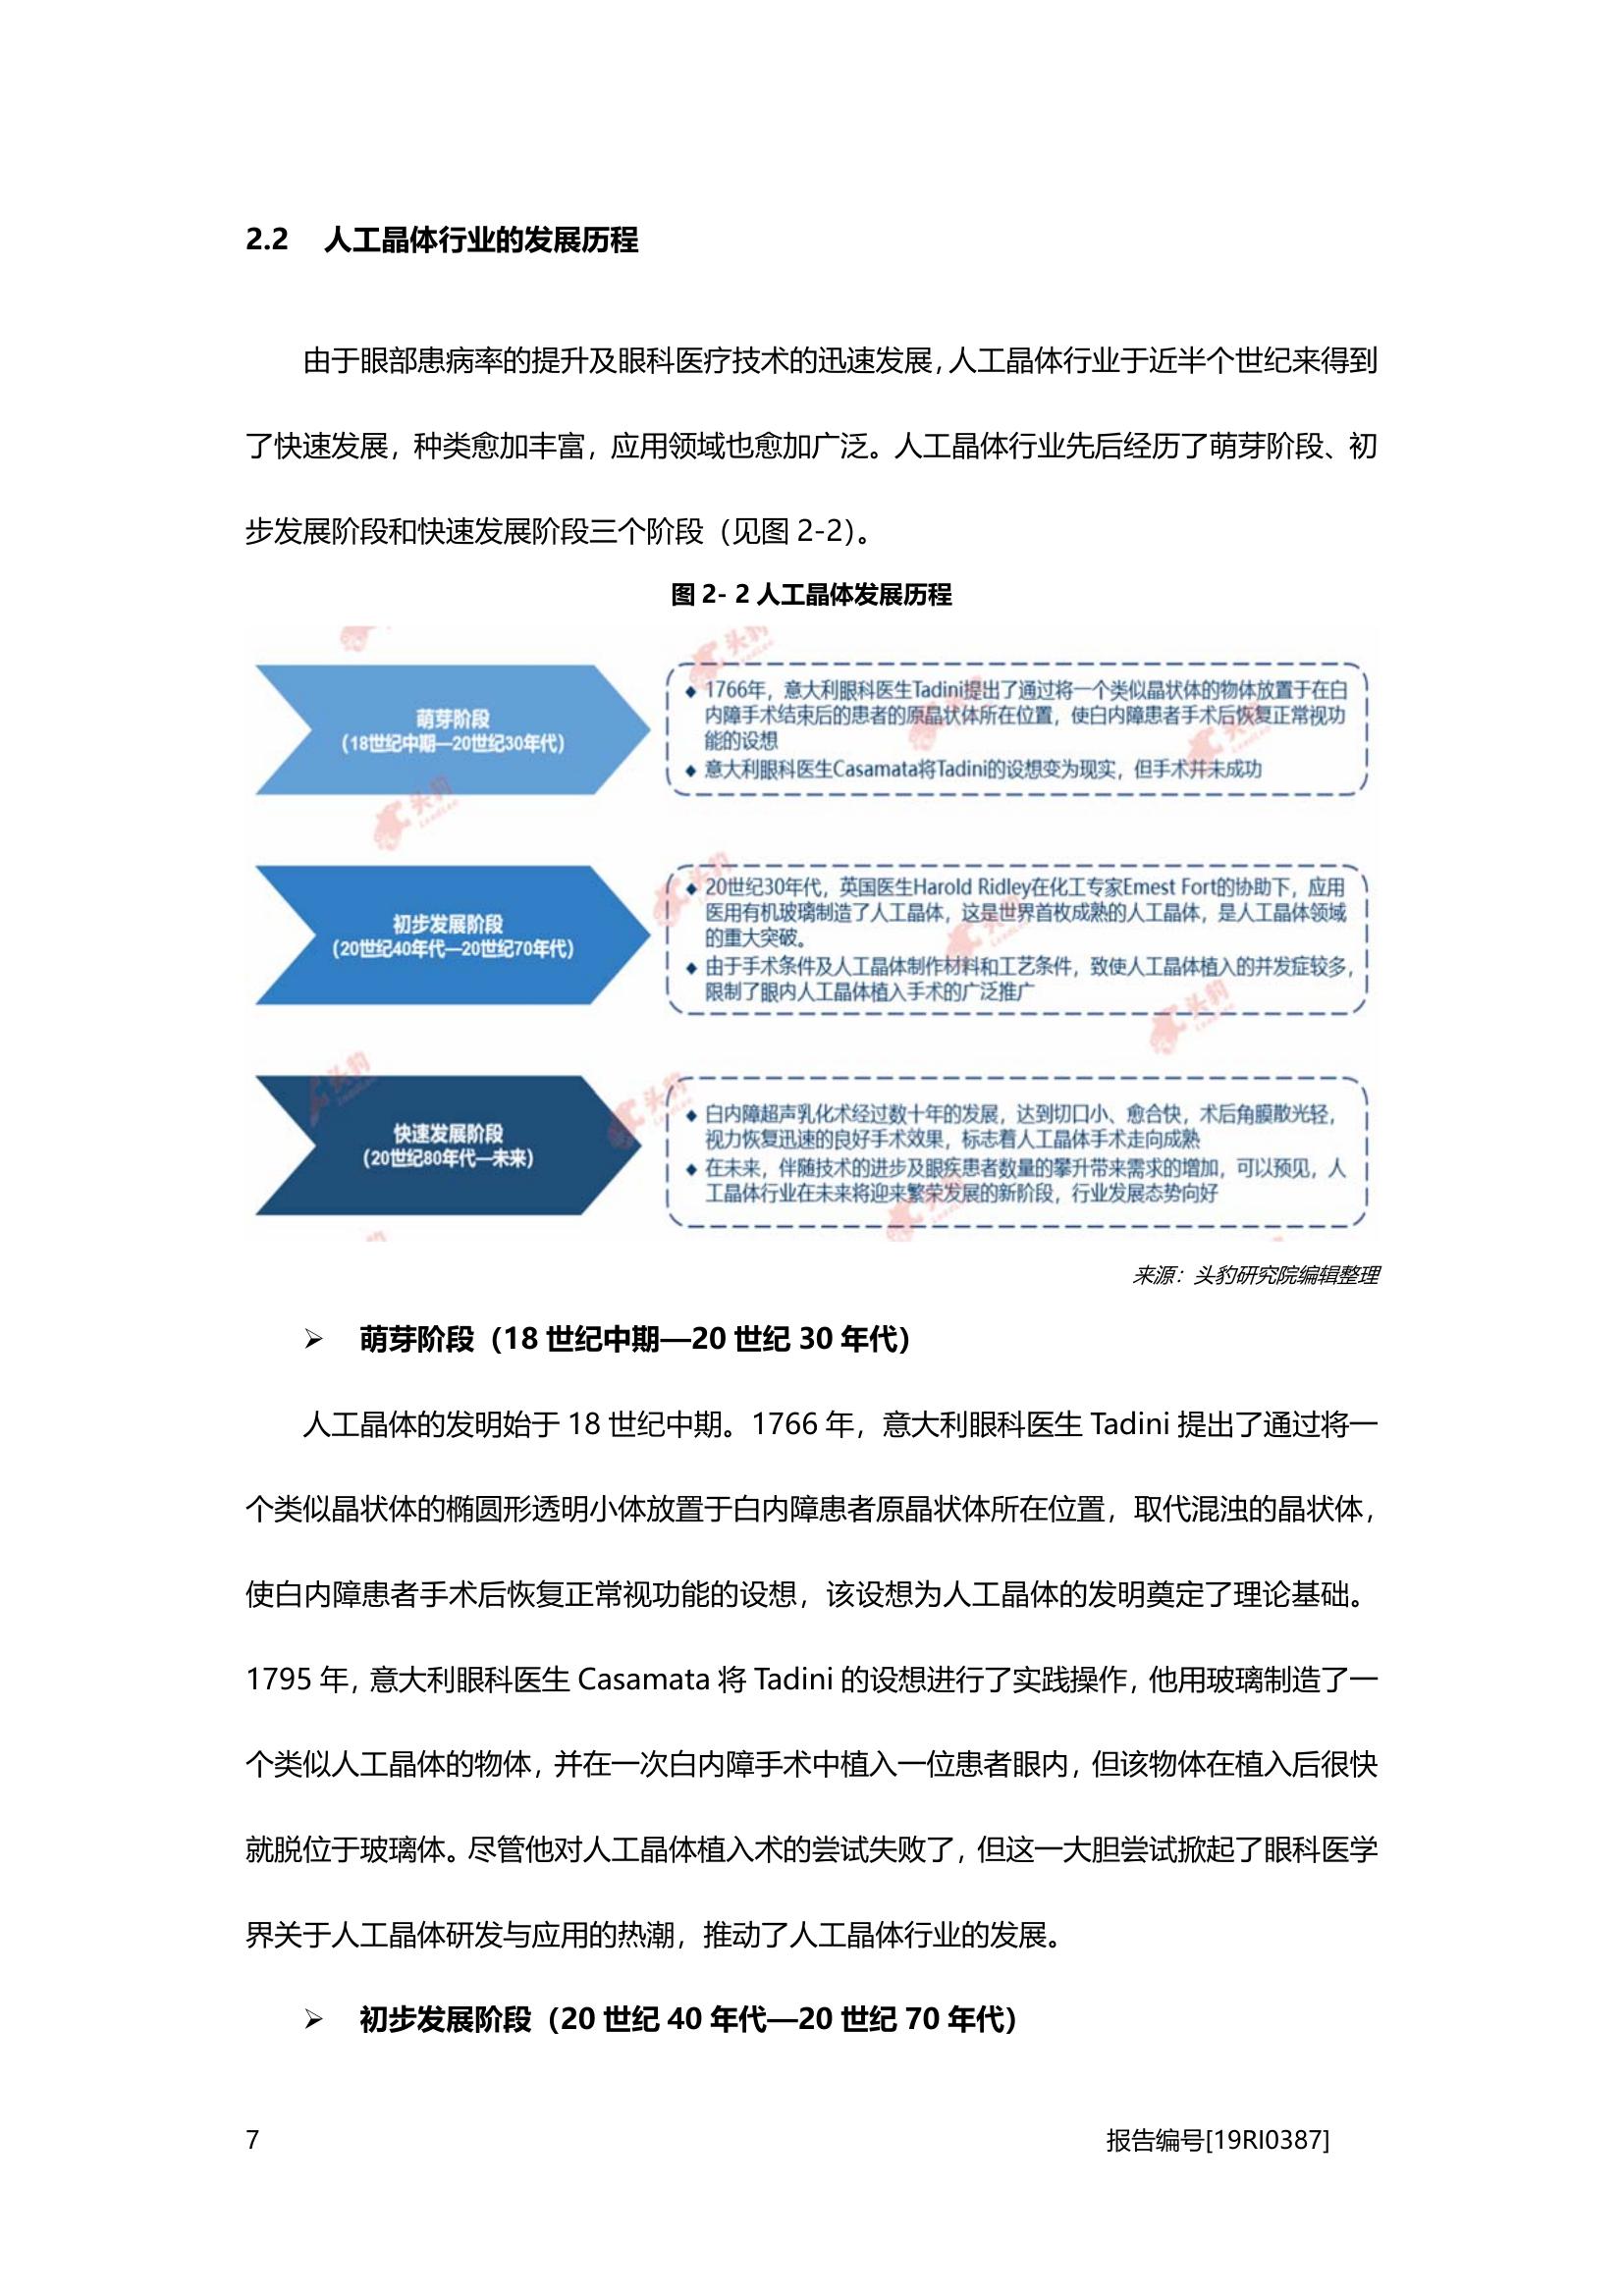 2.2 人工晶体行业的发展历程
由于眼部患病率的提升及眼科医疗技术的迅速发展，人工晶体行业于近半个世纪来得到
了快速发展，种类愈加丰富，应用领域也愈加广泛。人工晶体行业先后经历了萌芽阶段、初
步发展阶段和快速发展阶段三个阶段（见图 2-2）。
图 2- 2 人工晶体发展历程
萌芽阶段
（18世纪中期—20世纪30年代）
◆ 1766年，意大利眼科医生Tadini提出了通过将一个类似晶状体的物体放置于在白
内障手术结束后的患者的原晶状体所在位置，使白内障患者手术后恢复正常视功
能的设想
◆ 意大利眼科医生Casamata将Tadini的设想变为现实，但手术并未成功
初步发展阶段
（20世纪40年代—20世纪70年代）
◆ 20世纪30年代，英国医生Harold Ridley在化工专家Emest Fort的协助下，应用
医用有机玻璃制造了人工晶体，这是世界首枚成熟的人工晶体，是人工晶体领域
的重大突破。
◆ 由于手术条件及人工晶体制作材料和工艺条件，致使人工晶体植入的并发症较多，
限制了眼内人工晶体植入手术的广泛推广
快速发展阶段
（20世纪80年代—未来）
◆ 白内障超声乳化术经过数十年的发展，达到切口小、愈合快，术后角膜散光轻，
视力恢复迅速的良好手术效果，标志着人工晶体手术走向成熟
◆ 在未来，伴随技术的进步及眼疾患者数量的攀升带来需求的增加，可以预见，人
工晶体行业在未来将迎来繁荣发展的新阶段，行业发展态势向好
头豹
LeadLeo
来源：头豹研究院编辑整理
➢ 萌芽阶段（18 世纪中期—20 世纪 30 年代）
人工晶体的发明始于 18 世纪中期。1766 年，意大利眼科医生 Tadini 提出了通过将一
个类似晶状体的椭圆形透明小体放置于白内障患者原晶状体所在位置，取代混浊的晶状体，
使白内障患者手术后恢复正常视功能的设想，该设想为人工晶体的发明奠定了理论基础。
1795 年，意大利眼科医生 Casamata 将 Tadini 的设想进行了实践操作，他用玻璃制造了一
个类似人工晶体的物体，并在一次白内障手术中植入一位患者眼内，但该物体在植入后很快
就脱位于玻璃体。尽管他对人工晶体植入术的尝试失败了，但这一大胆尝试掀起了眼科医学
界关于人工晶体研发与应用的热潮，推动了人工晶体行业的发展。
➢ 初步发展阶段（20 世纪 40 年代—20 世纪 70 年代）
7 报告编号[19RI0387]